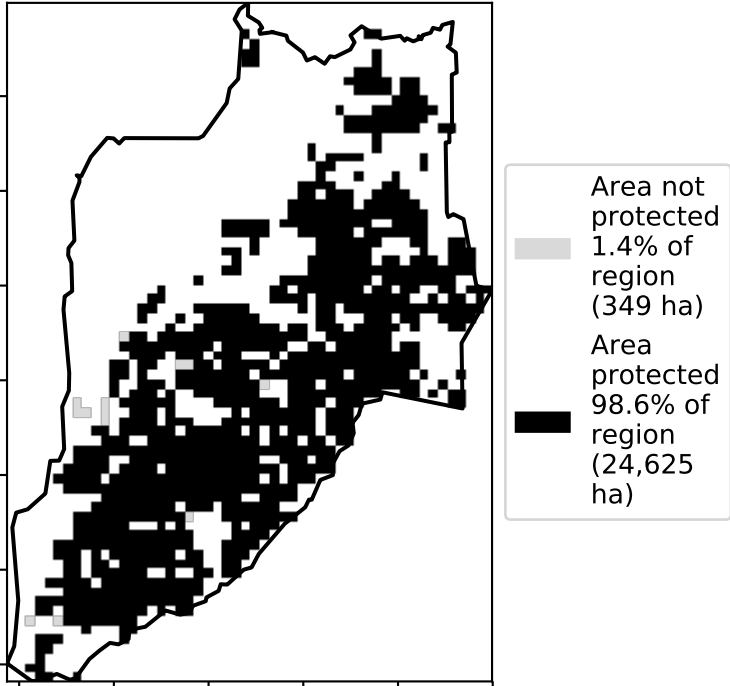 Area not
protected
1.4% of
region
(349 ha)
Area
protected
98.6% of
region
(24,625
ha)